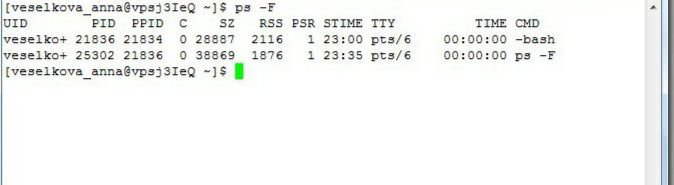 [veselkova_anna@vpsj3IeQ ~]$ ps -F
UID        PID  PPID  C    SZ   RSS PSR STIME TTY          TIME CMD
veselko+ 21836 21834  0 28887  2116   1 23:00 pts/6    00:00:00 -bash
veselko+ 25302 21836  0 38869  1876   1 23:35 pts/6    00:00:00 ps -F
[veselkova_anna@vpsj3IeQ ~]$